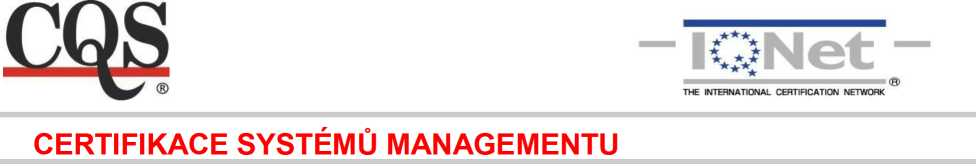 CQS
®
IQNet
®
THE INTERNATIONAL CERTIFICATION NETWORK
CERTIFIKACE SYSTÉMŮ MANAGEMENTU